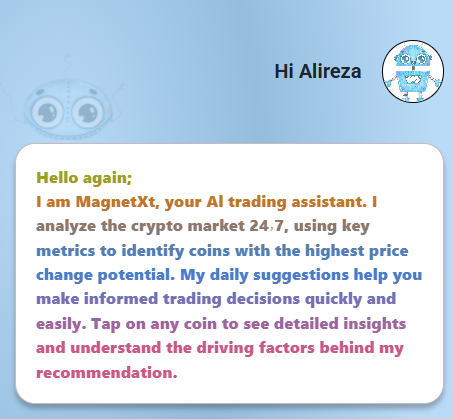 Hi Alireza
Hello again;
I am MagnetXt, your AI trading assistant. I
analyze the crypto market 24,7, using key
metrics to identify coins with the highest price
change potential. My daily suggestions help you
make informed trading decisions quickly and
easily. Tap on any coin to see detailed insights
and understand the driving factors behind my
recommendation.